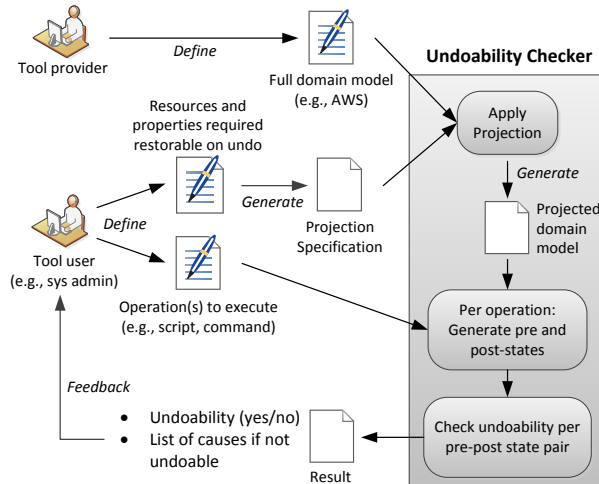 Tool provider
Define
Full domain model
(e.g., AWS)
Undoability Checker
Apply
Projection
Resources and
properties required
restorable on undo
Generate
Projected
domain
model
Tool user
(e.g., sys admin)
Define
Generate
Projection
Specification
Operation(s) to execute
(e.g., script, command)
Per operation:
Generate pre and
post-states
Feedback
• Undoability (yes/no)
• List of causes if not
undoable
Result
Check undoability per
pre-post state pair